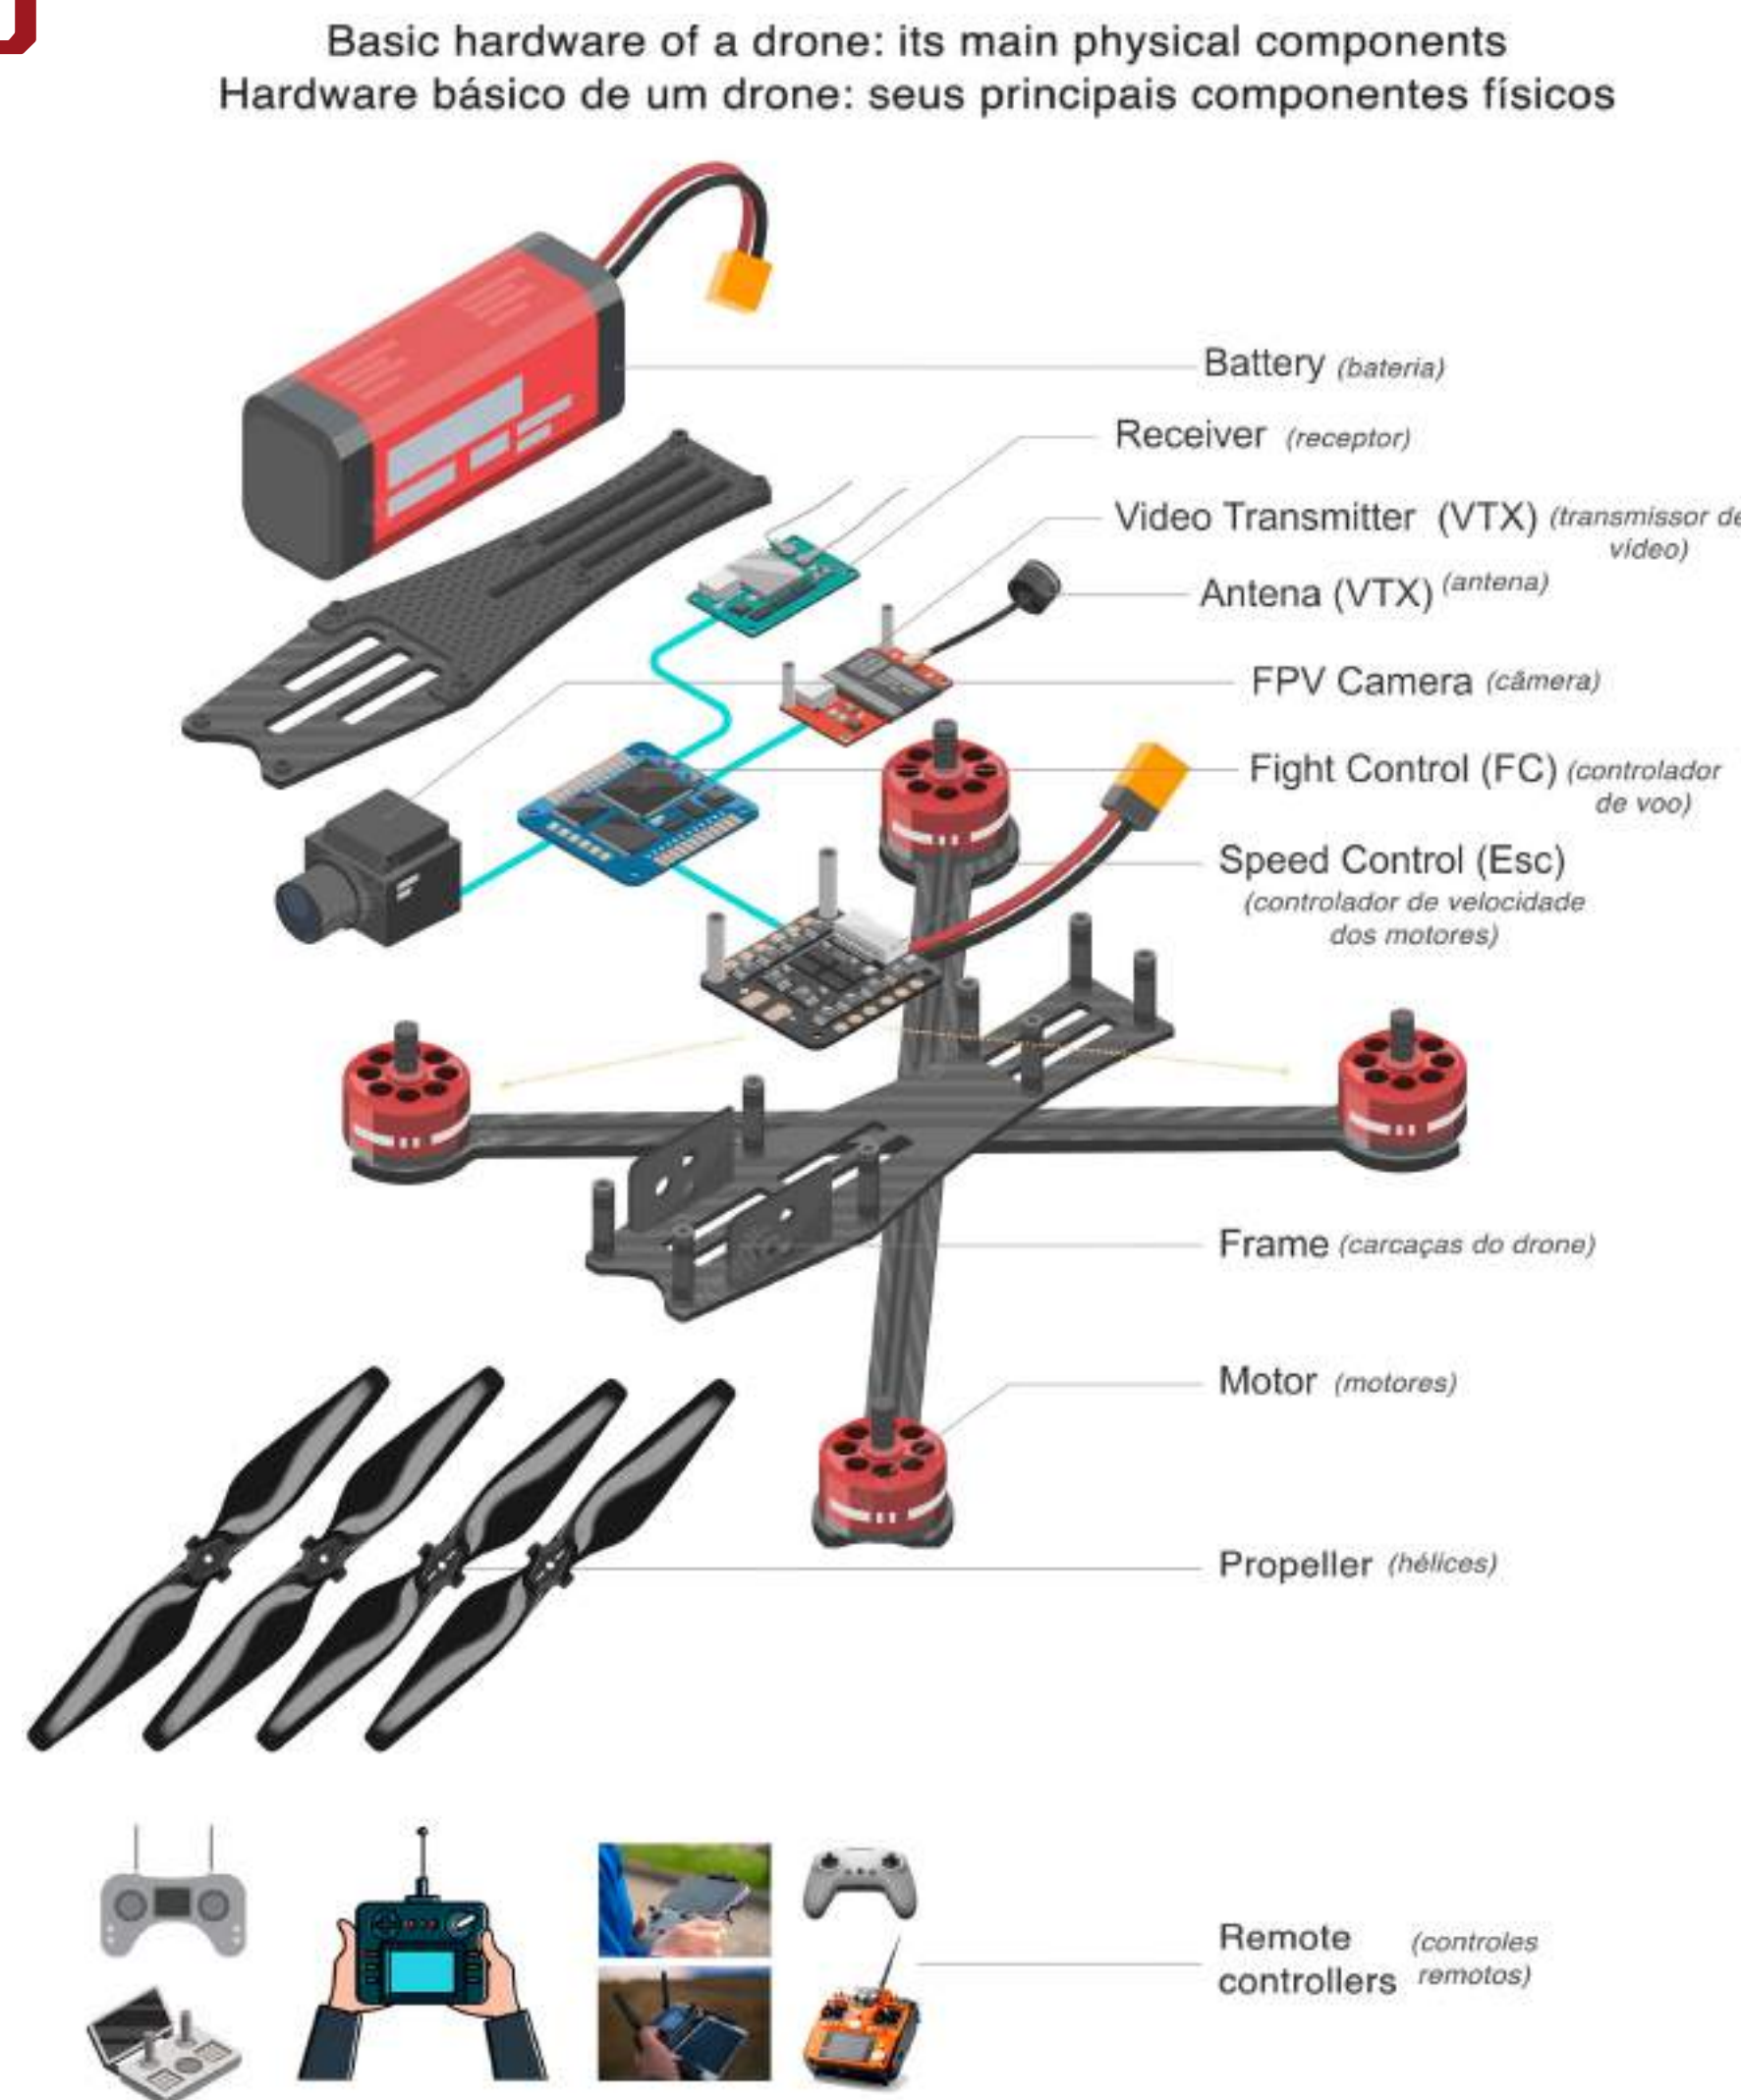 Basic hardware of a drone: its main physical components
Hardware básico de um drone: seus principais componentes físicos
Battery (bateria)
Receiver (receptor)
Video Transmitter (VTX) (transmissor de
vídeo)
Antena (VTX) (antena)
FPV Camera (câmera)
Fight Control (FC) (controlador
de voo)
Speed Control (Esc)
(controlador de velocidade
dos motores)
Frame (carcaças do drone)
Motor (motores)
Propeller (hélices)
Remote (controles
controllers remotos)